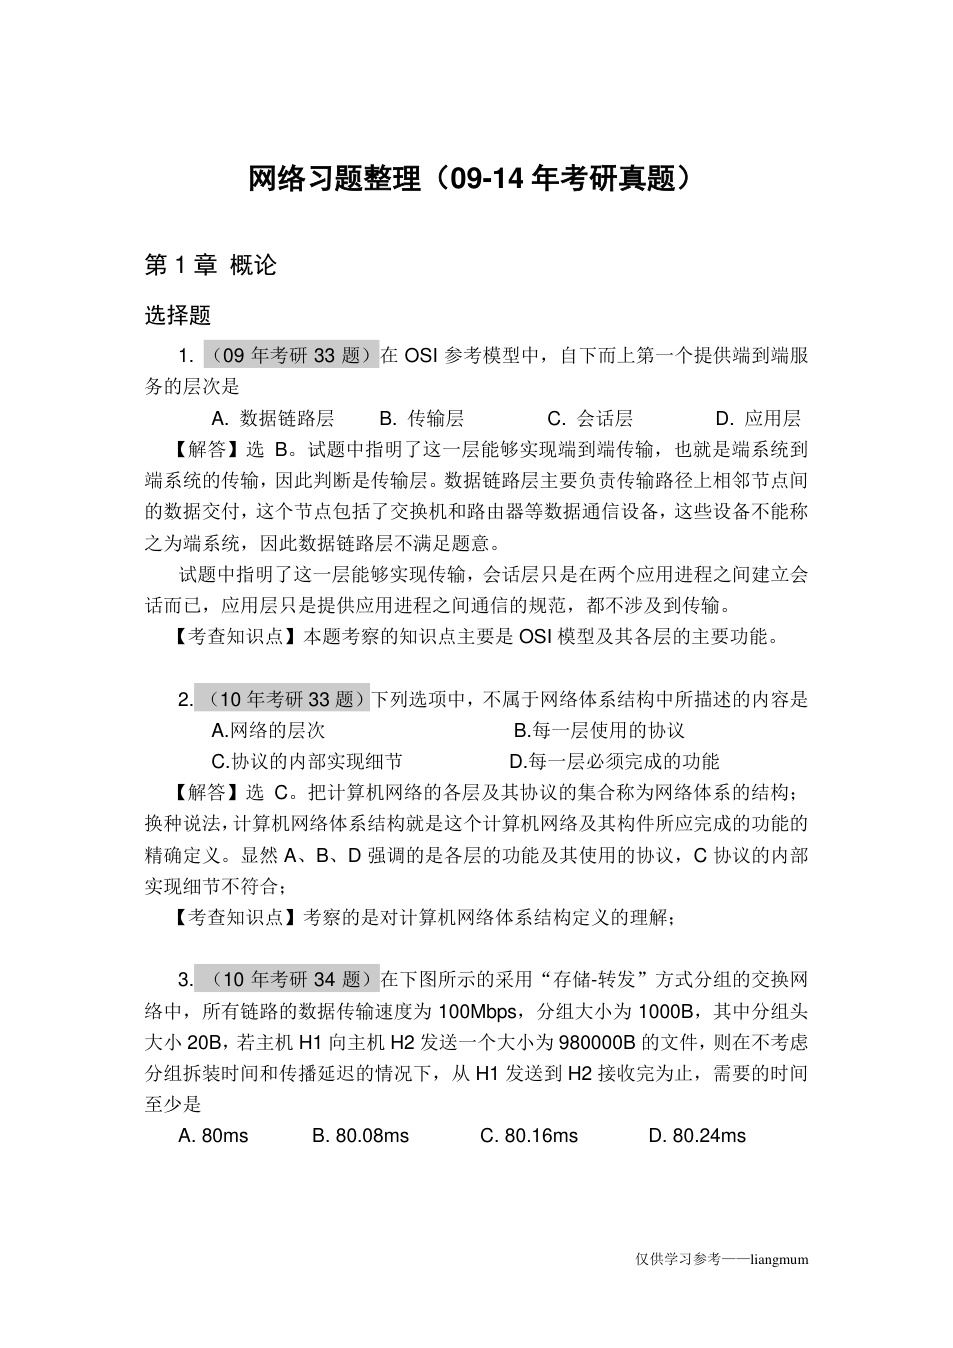 网络习题整理（09-14 年考研真题）
第 1 章 概论
选择题
1. （09 年考研 33 题）在 OSI 参考模型中，自下而上第一个提供端到端服
务的层次是
A. 数据链路层 B. 传输层 C. 会话层 D. 应用层
【解答】选 B。试题中指明了这一层能够实现端到端传输，也就是端系统到
端系统的传输，因此判断是传输层。数据链路层主要负责传输路径上相邻节点间
的数据交付，这个节点包括了交换机和路由器等数据通信设备，这些设备不能称
之为端系统，因此数据链路层不满足题意。
试题中指明了这一层能够实现传输，会话层只是在两个应用进程之间建立会
话而已，应用层只是提供应用进程之间通信的规范，都不涉及到传输。
【考查知识点】本题考察的知识点主要是 OSI 模型及其各层的主要功能。
2. （10 年考研 33 题）下列选项中，不属于网络体系结构中所描述的内容是
A.网络的层次 B.每一层使用的协议
C.协议的内部实现细节 D.每一层必须完成的功能
【解答】选 C。把计算机网络的各层及其协议的集合称为网络体系的结构；
换种说法，计算机网络体系结构就是这个计算机网络及其构件所应完成的功能的
精确定义。显然 A、B、D 强调的是各层的功能及其使用的协议，C 协议的内部
实现细节不符合；
【考查知识点】考察的是对计算机网络体系结构定义的理解；
3. （10 年考研 34 题）在下图所示的采用“存储-转发”方式分组的交换网
络中，所有链路的数据传输速度为 100Mbps，分组大小为 1000B，其中分组头
大小 20B，若主机 H1 向主机 H2 发送一个大小为 980000B 的文件，则在不考虑
分组拆装时间和传播延迟的情况下，从 H1 发送到 H2 接收完为止，需要的时间
至少是
A. 80ms B. 80.08ms C. 80.16ms D. 80.24ms
仅供学习参考——liangmum